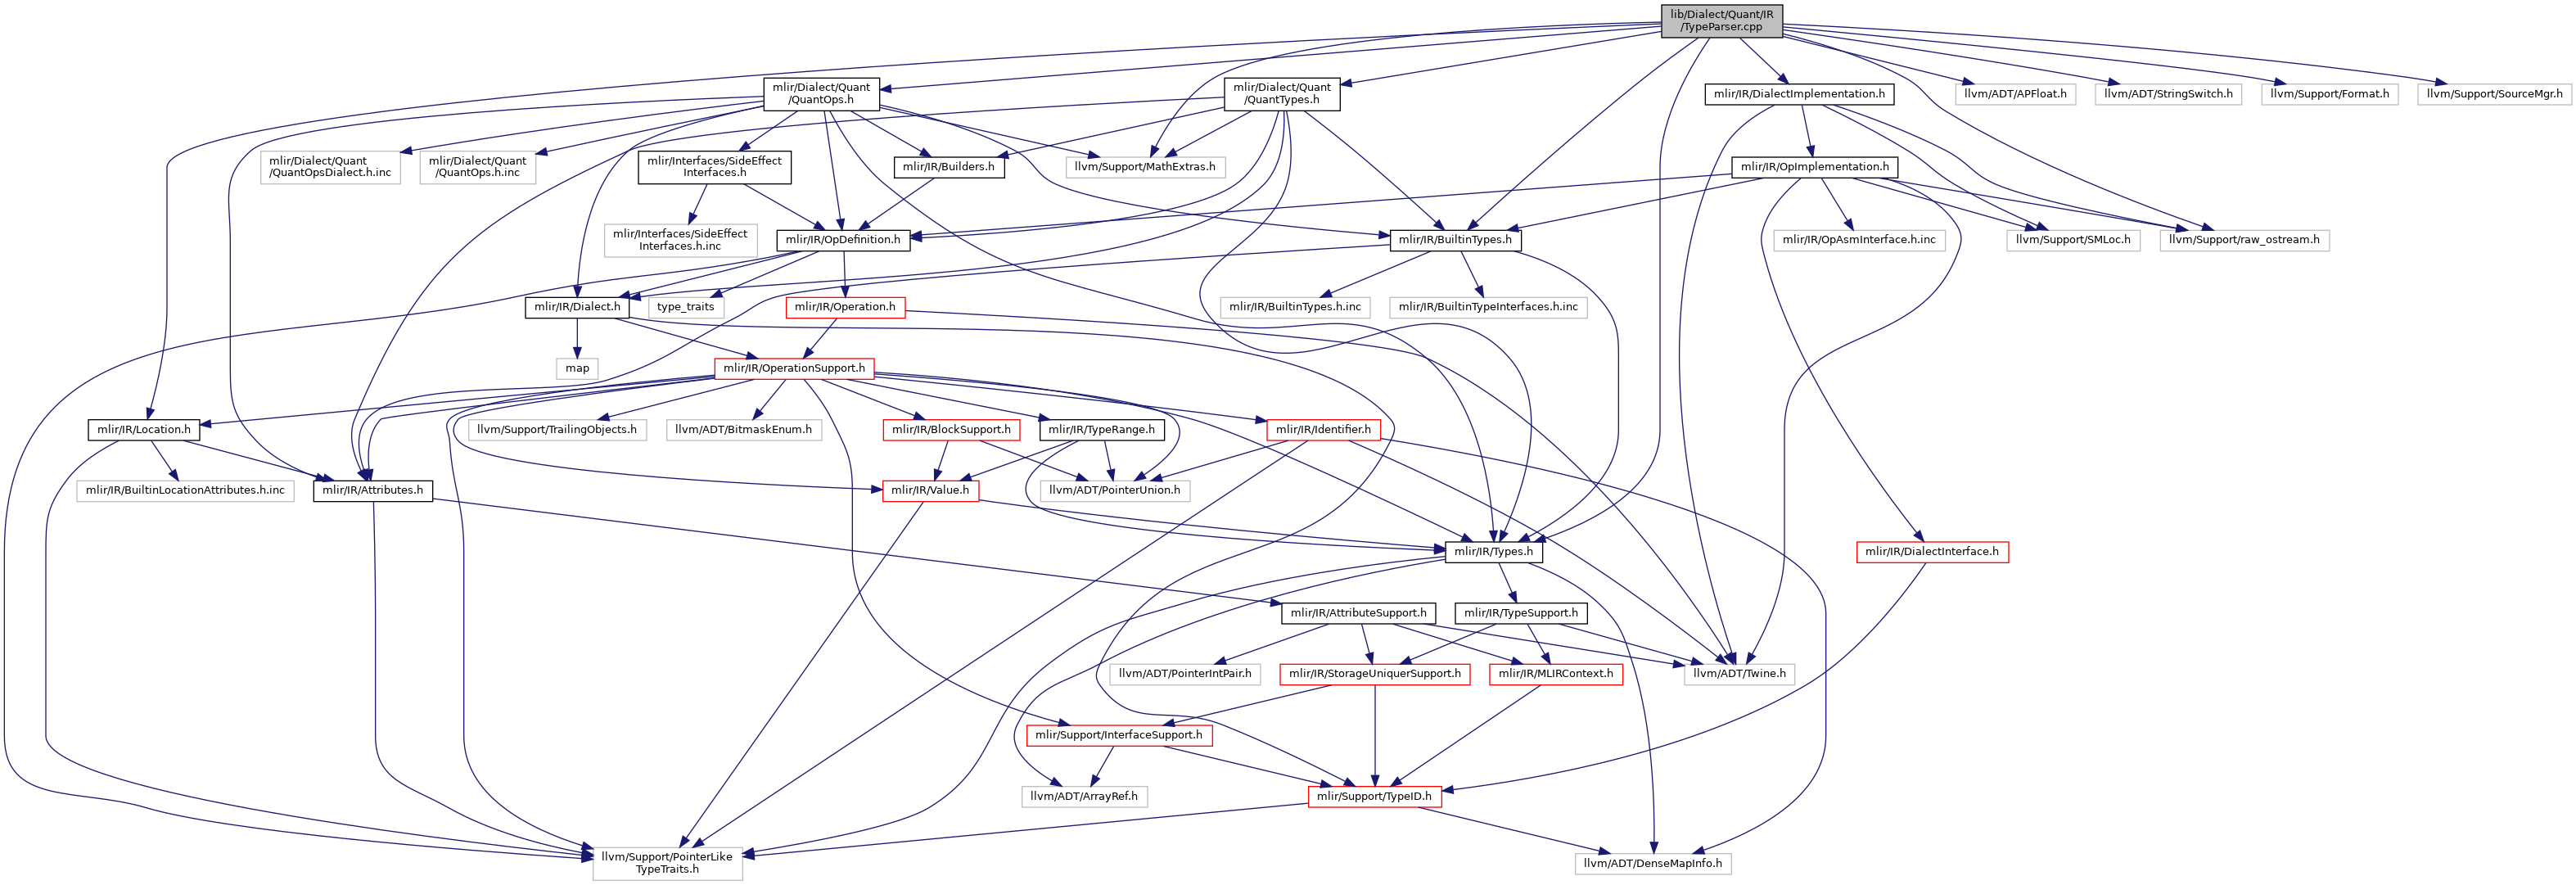 lib/Dialect/Quant/IR
/TypeParser.cpp
mlir/Dialect/Quant
/QuantOps.h
mlir/Dialect/Quant
/QuantTypes.h
mlir/IR/DialectImplementation.h
llvm/ADT/APFloat.h
llvm/ADT/StringSwitch.h
llvm/Support/Format.h
llvm/Support/SourceMgr.h
mlir/Dialect/Quant
/QuantOpsDialect.h.inc
mlir/Dialect/Quant
/QuantOps.h.inc
mlir/Interfaces/SideEffect
Interfaces.h
mlir/IR/Builders.h
llvm/Support/MathExtras.h
mlir/IR/OpImplementation.h
mlir/Interfaces/SideEffect
Interfaces.h.inc
mlir/IR/OpDefinition.h
mlir/IR/BuiltinTypes.h
mlir/IR/OpAsmInterface.h.inc
llvm/Support/SMLoc.h
llvm/Support/raw_ostream.h
mlir/IR/Dialect.h
type_traits
mlir/IR/Operation.h
mlir/IR/BuiltinTypes.h.inc
mlir/IR/BuiltinTypeInterfaces.h.inc
map
mlir/IR/OperationSupport.h
mlir/IR/Location.h
llvm/Support/TrailingObjects.h
llvm/ADT/BitmaskEnum.h
mlir/IR/BlockSupport.h
mlir/IR/TypeRange.h
mlir/IR/Identifier.h
mlir/IR/BuiltinLocationAttributes.h.inc
mlir/IR/Attributes.h
mlir/IR/Value.h
llvm/ADT/PointerUnion.h
mlir/IR/Types.h
mlir/IR/DialectInterface.h
mlir/IR/AttributeSupport.h
mlir/IR/TypeSupport.h
llvm/ADT/PointerIntPair.h
mlir/IR/StorageUniquerSupport.h
mlir/IR/MLIRContext.h
llvm/ADT/Twine.h
mlir/Support/InterfaceSupport.h
llvm/ADT/ArrayRef.h
mlir/Support/TypeID.h
llvm/Support/PointerLike
TypeTraits.h
llvm/ADT/DenseMapInfo.h